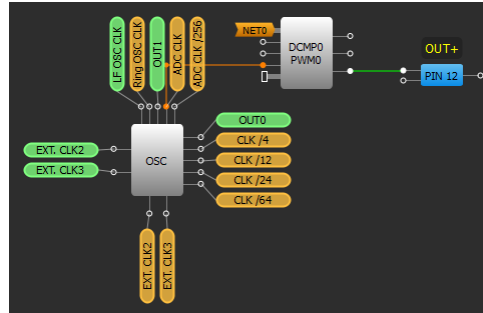 LF OSC CLK
Ring OSC CLK
OUT1
ADC CLK
ADC CLK /256
NET0
DCMP0
PWM0
OUT+
PIN 12
OSC
EXT. CLK2
EXT. CLK3
OUT0
CLK /4
CLK /12
CLK /24
CLK /64
EXT. CLK2
EXT. CLK3